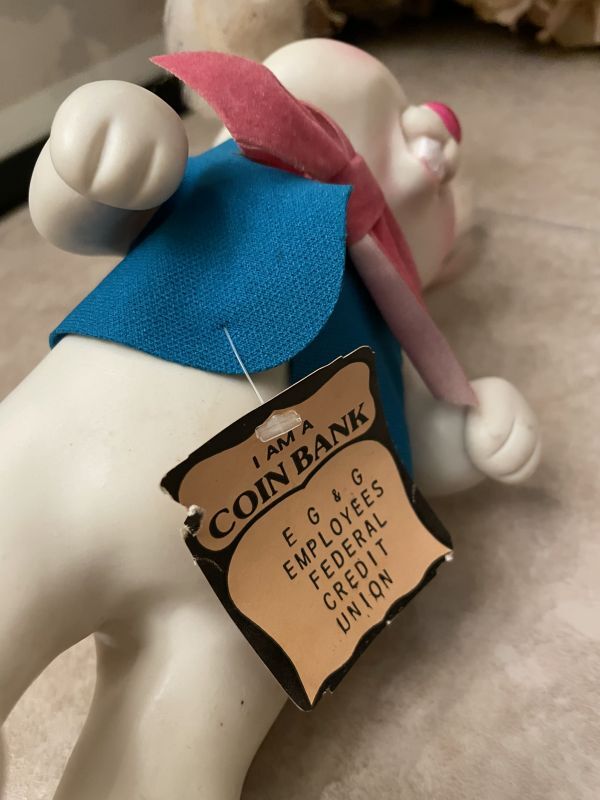 I AM A
COIN BANK
E G & G
EMPLOYEES
FEDERAL
CREDIT
UNION